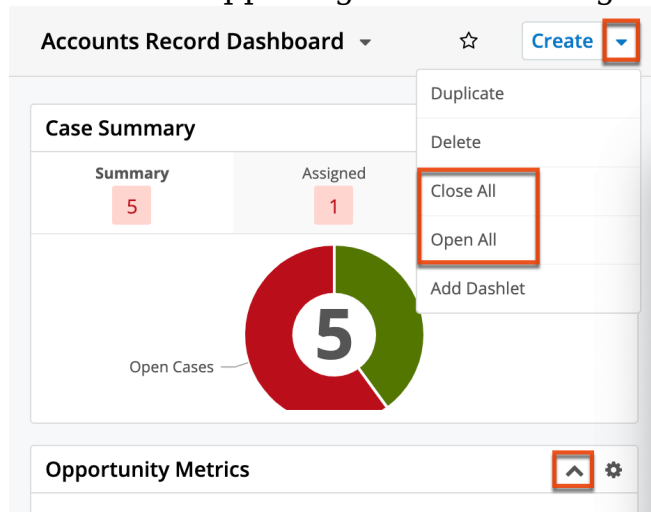 Accounts Record Dashboard
Create
Duplicate
Delete
Close All
Open All
Add Dashlet
Case Summary
Summary
5
Assigned
1
5
Open Cases
Opportunity Metrics